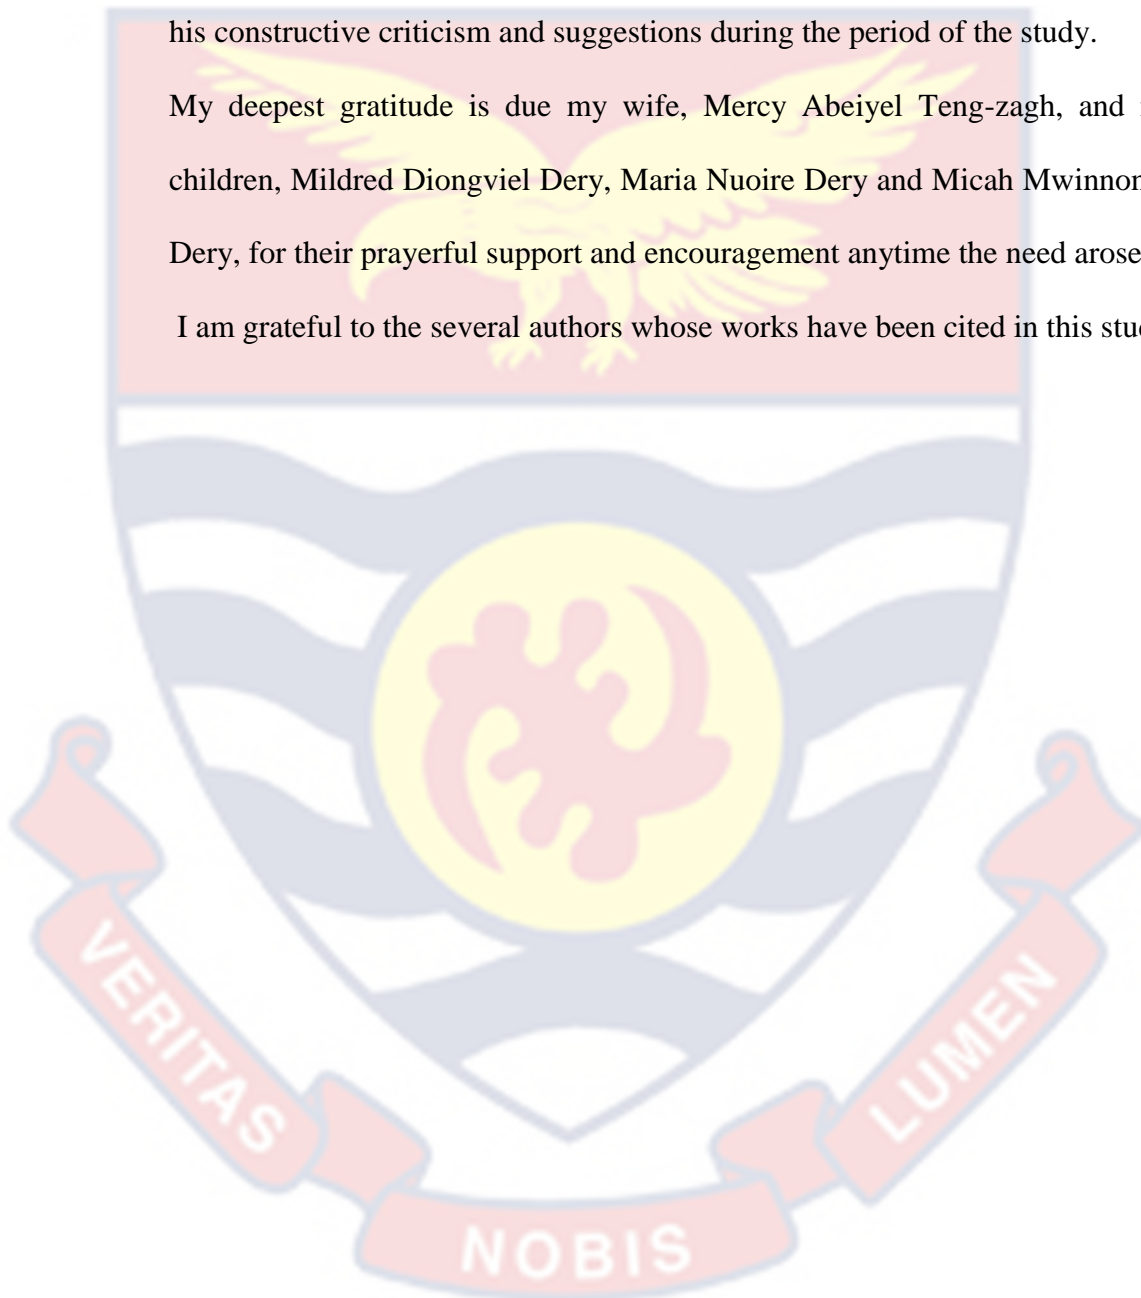 his constructive criticism and suggestions during the period of the study.
My deepest gratitude is due my wife, Mercy Abeiyel Teng-zagh, and
children, Mildred Diongviel Dery, Maria Nuoire Dery and Micah
Dery, for their prayerful support and encouragement anytime the need arose
I am grateful to the several authors whose works have been cited in this
VERITAS
NOBIS
LUMEN